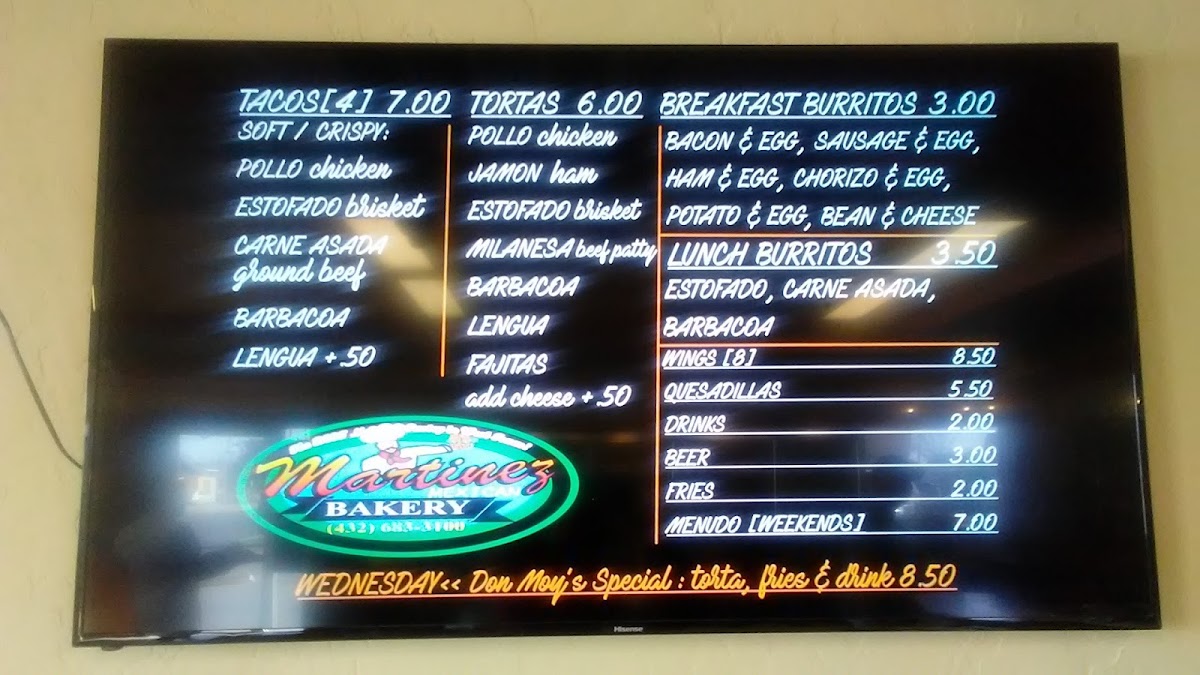 TACOS[4] 7.00
SOFT / CRISPY:
POLLO chicken
ESTOFADO brisket
CARNE ASADA
ground beef
BARBACOA
LENGUA +.50
TORTAS 6.00
POLLO chicken
JAMON ham
ESTOFADO brisket
MILANESA beef patty
BARBACOA
LENGUA
FAJITAS
add cheese +.50
BREAKFAST BURRITOS 3.00
BACON & EGG, SAUSAGE & EGG,
HAM & EGG, CHORIZO & EGG,
POTATO & EGG, BEAN & CHEESE
LUNCH BURRITOS 3.50
ESTOFADO, CARNE ASADA,
BARBACOA
WINGS [8] 8.50
QUESADILLAS 5.50
DRINKS 2.00
BEER 3.00
FRIES 2.00
MENUDO [WEEKENDS] 7.00
Martinez
MEXICAN
BAKERY
(432) 683-3100
WEDNESDAY<< Don Moy's Special : torta, fries & drink 8.50
Hisense